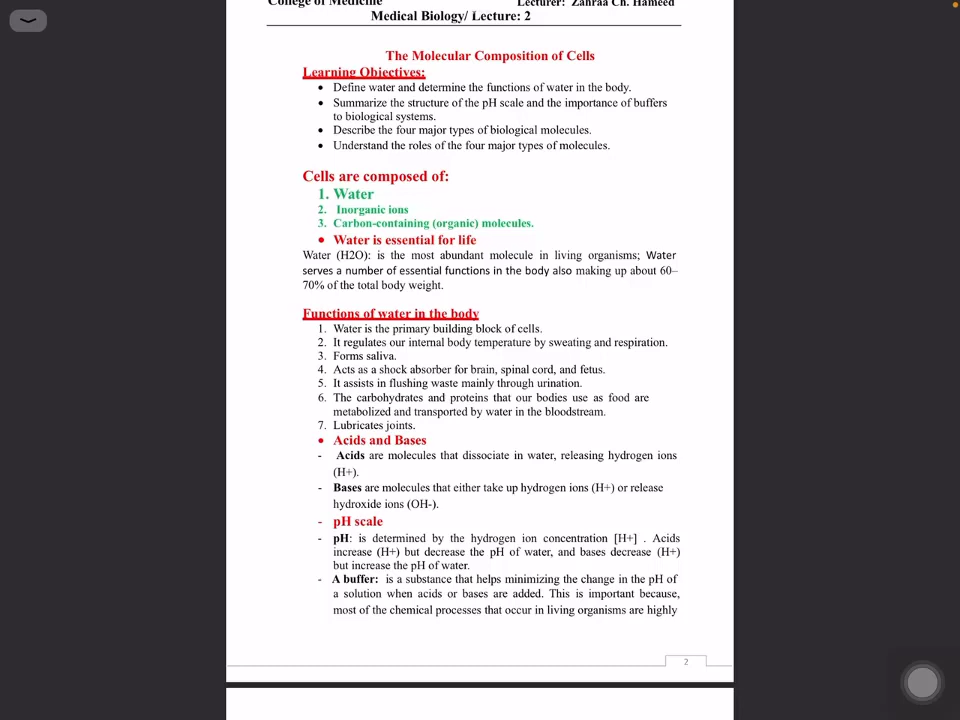 College of Medicine Lecturer: Zahraa Ch. Hameed
Medical Biology/ Lecture: 2
The Molecular Composition of Cells
Learning Objectives:
• Define water and determine the functions of water in the body.
• Summarize the structure of the pH scale and the importance of buffers
to biological systems.
• Describe the four major types of biological molecules.
• Understand the roles of the four major types of molecules.
Cells are composed of:
1. Water
2. Inorganic ions
3. Carbon-containing (organic) molecules.
• Water is essential for life
Water (H2O): is the most abundant molecule in living organisms; Water
serves a number of essential functions in the body also making up about 60–
70% of the total body weight.
Functions of water in the body
1. Water is the primary building block of cells.
2. It regulates our internal body temperature by sweating and respiration.
3. Forms saliva.
4. Acts as a shock absorber for brain, spinal cord, and fetus.
5. It assists in flushing waste mainly through urination.
6. The carbohydrates and proteins that our bodies use as food are
metabolized and transported by water in the bloodstream.
7. Lubricates joints.
• Acids and Bases
- Acids are molecules that dissociate in water, releasing hydrogen ions
(H+).
- Bases are molecules that either take up hydrogen ions (H+) or release
hydroxide ions (OH-).
- pH scale
- pH: is determined by the hydrogen ion concentration [H+] . Acids
increase (H+) but decrease the pH of water, and bases decrease (H+)
but increase the pH of water.
- A buffer: is a substance that helps minimizing the change in the pH of
a solution when acids or bases are added. This is important because,
most of the chemical processes that occur in living organisms are highly
2